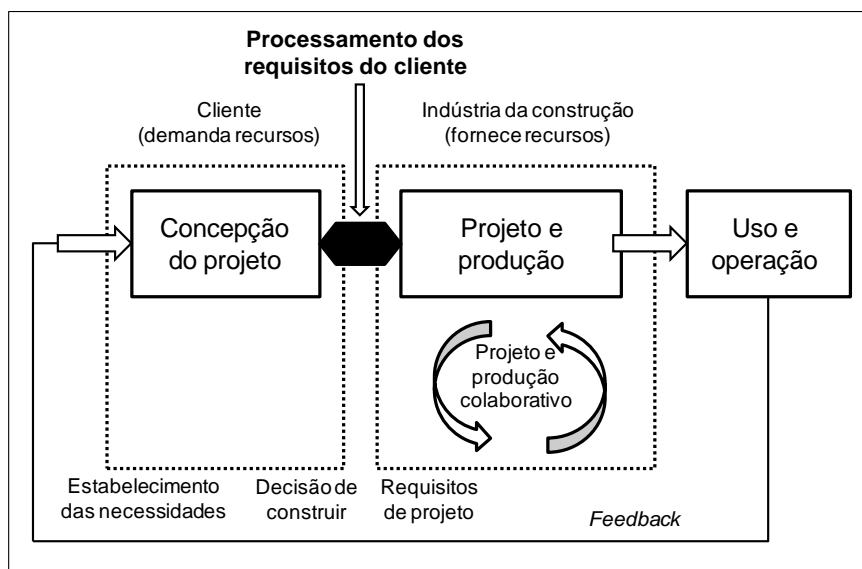 Processamento dos
requisitos do cliente
Cliente
(demanda recursos)
Indústria da construção
(fornece recursos)
Concepção
do projeto
Projeto e
produção
Uso e
operação
Projeto e
produção
colaborativo
Estabelecimento
das necessidades
Decisão de
construir
Requisitos
de projeto
Feedback